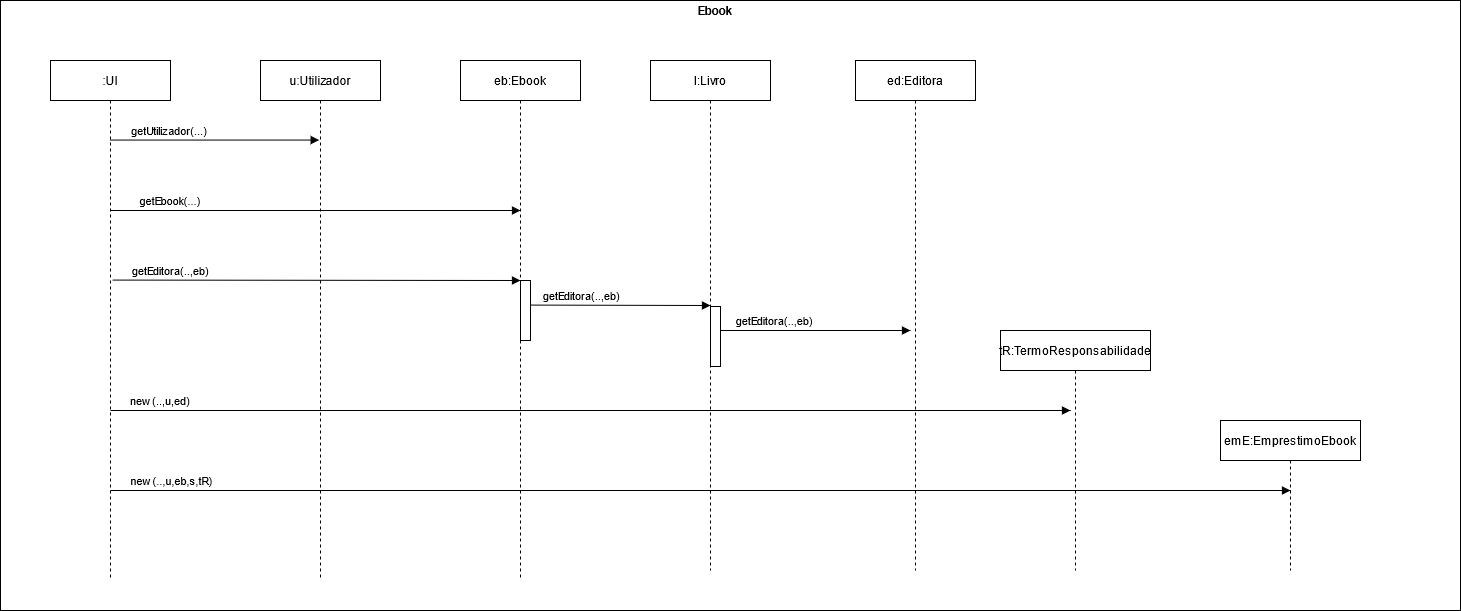 Ebook
:UI
u:Utilizador
eb:Ebook
l:Livro
ed:Editora
getUtilizador(...)
getEbook(...)
getEditora(..,eb)
getEditora(..,eb)
getEditora(..,eb)
tR:TermoResponsabilidade
new (..,u,ed)
emE:EmprestimoEbook
new (..,u,eb,s,tR)